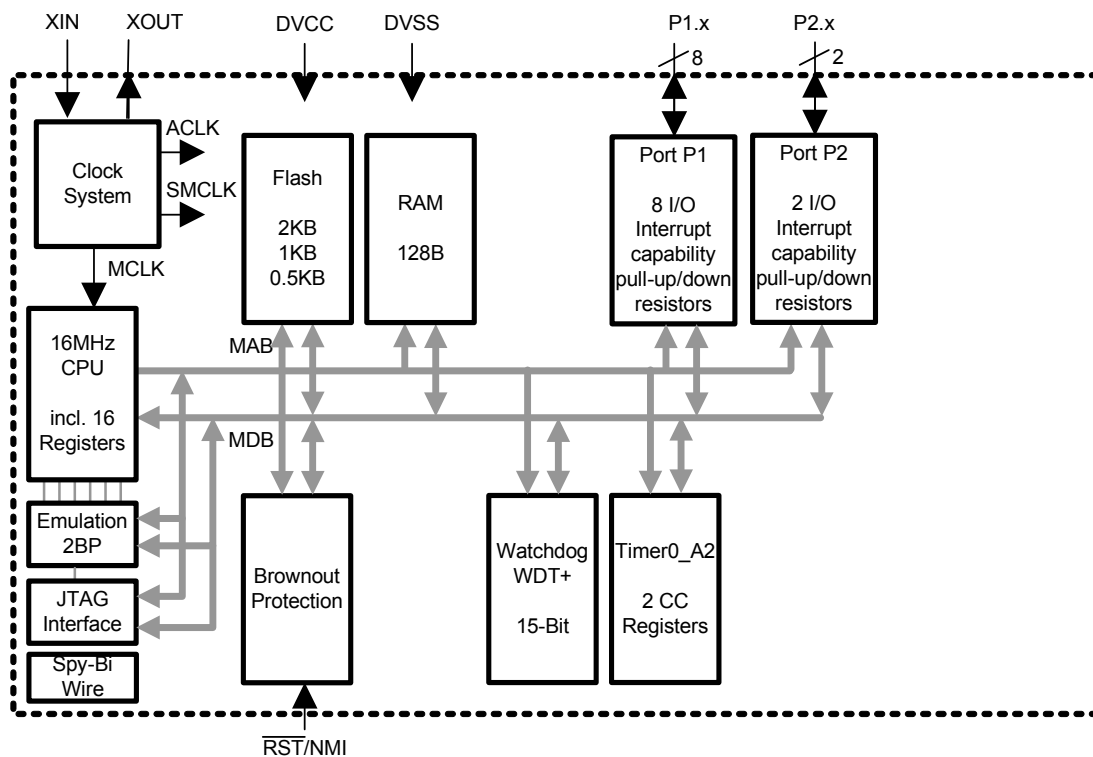 XIN
XOUT
DVCC
DVSS
P1.x
P2.x
8
2
ACLK
SMCLK
MCLK
Clock
System
Flash
2KB
1KB
0.5KB
RAM
128B
Port P1
8 I/O
Interrupt
capability
pull-up/down
resistors
Port P2
2 I/O
Interrupt
capability
pull-up/down
resistors
16MHz
CPU
incl. 16
Registers
MAB
MDB
Emulation
2BP
JTAG
Interface
Spy-Bi
Wire
Brownout
Protection
Watchdog
WDT+
15-Bit
Timer0_A2
2 CC
Registers
R̅S̅T̅/NMI